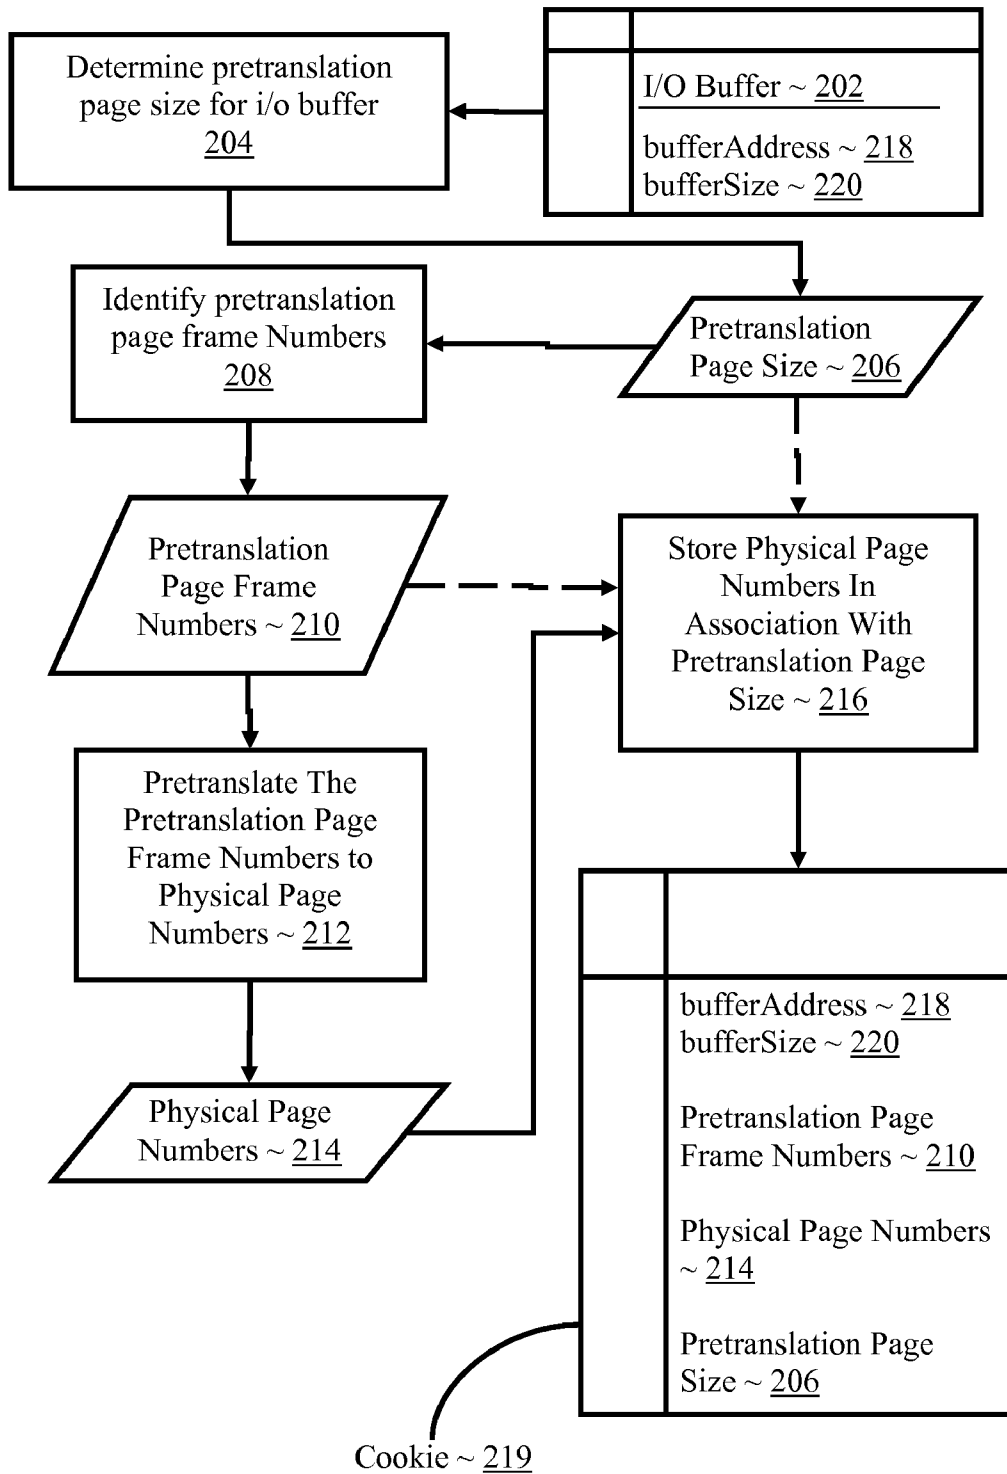 Determine pretranslation
page size for i/o buffer
204
I/O Buffer ~ 202
bufferAddress ~ 218
bufferSize ~ 220
Identify pretranslation
page frame Numbers
208
Pretranslation
Page Size ~ 206
Pretranslation
Page Frame
Numbers ~ 210
Store Physical Page
Numbers In
Association With
Pretranslation Page
Size ~ 216
Pretranslate The
Pretranslation Page
Frame Numbers to
Physical Page
Numbers ~ 212
Physical Page
Numbers ~ 214
bufferAddress ~ 218
bufferSize ~ 220
Pretranslation Page
Frame Numbers ~ 210
Physical Page Numbers
~ 214
Pretranslation Page
Size ~ 206
Cookie ~ 219